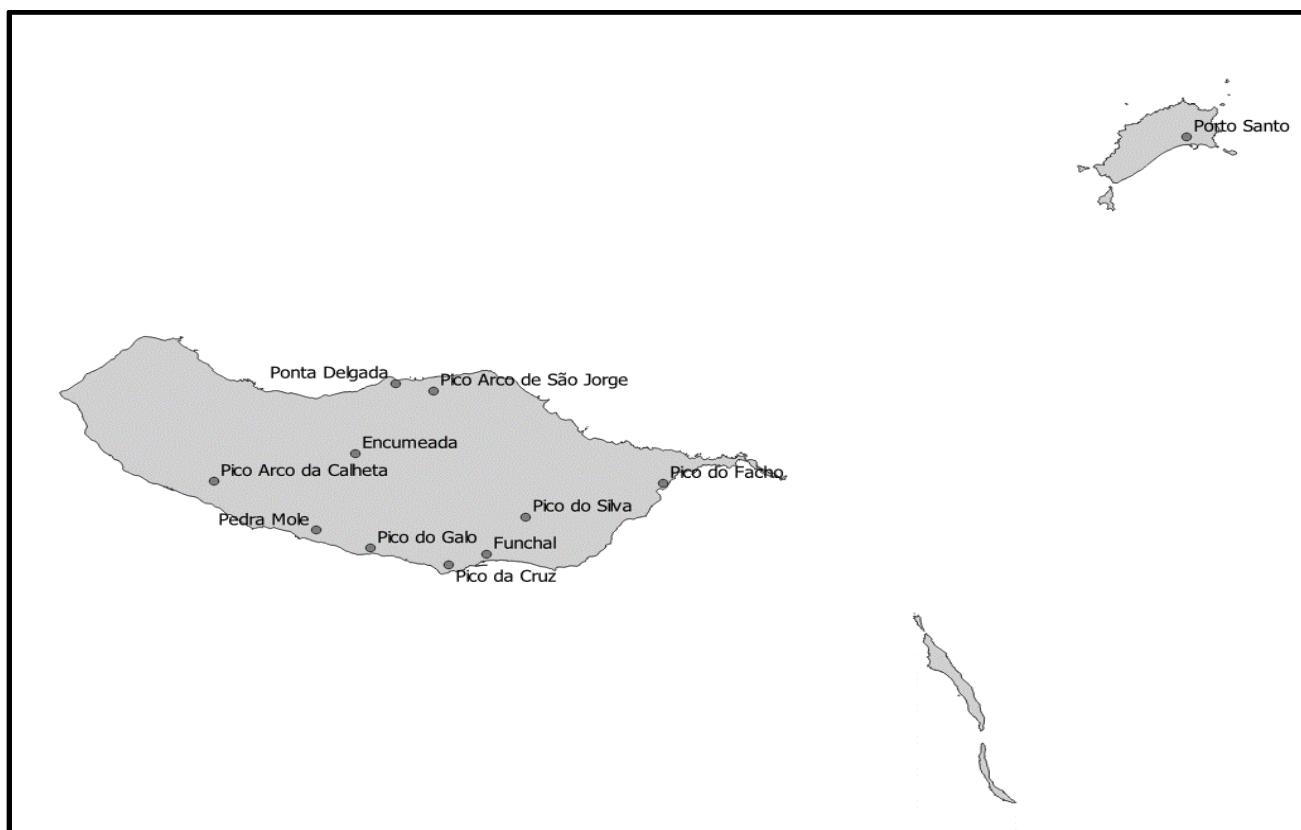 Porto Santo
Ponta Delgada
Pico Arco de São Jorge
Encumeada
Pico Arco da Calheta
Pico do Facho
Pico do Silva
Pedra Mole
Pico do Galo
Funchal
Pico da Cruz